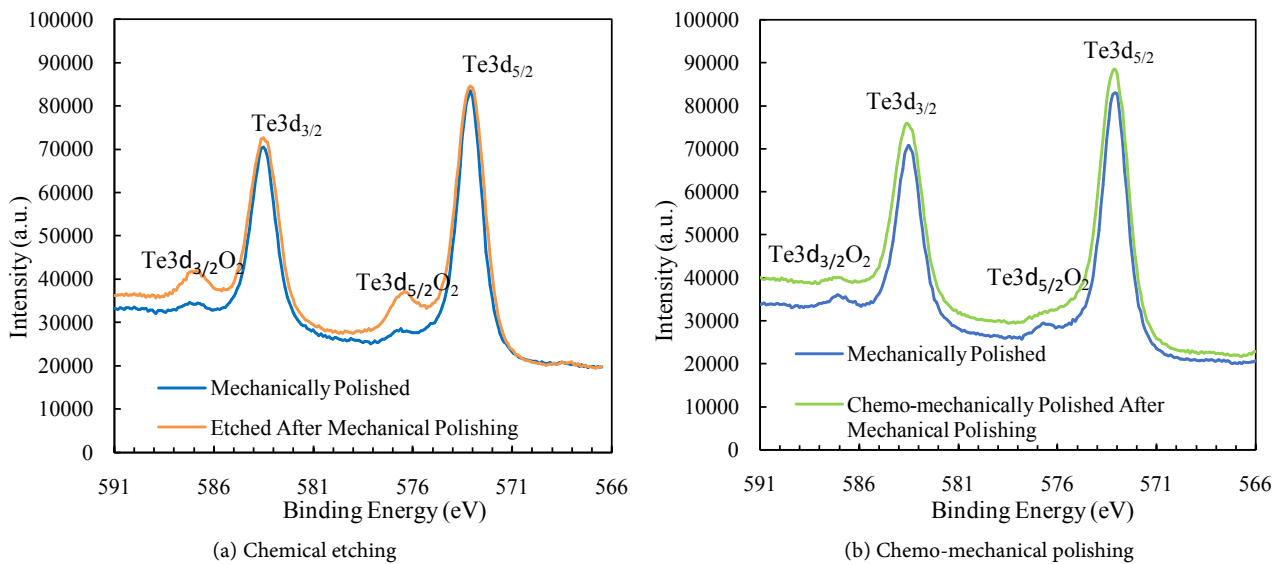 100000
90000
80000
70000
60000
50000
40000
30000
20000
10000
0
Intensity (a.u.)
Te3d5/2
Te3d3/2
Te3d3/2O2
Te3d5/2O2
Mechanically Polished
Etched After Mechanical Polishing
591 586 581 576 571 566
Binding Energy (eV)
(a) Chemical etching
100000
90000
80000
70000
60000
50000
40000
30000
20000
10000
0
Intensity (a.u.)
Te3d5/2
Te3d3/2
Te3d3/2O2
Te3d5/2O2
Mechanically Polished
Chemo-mechanically Polished After
Mechanical Polishing
591 586 581 576 571 566
Binding Energy (eV)
(b) Chemo-mechanical polishing